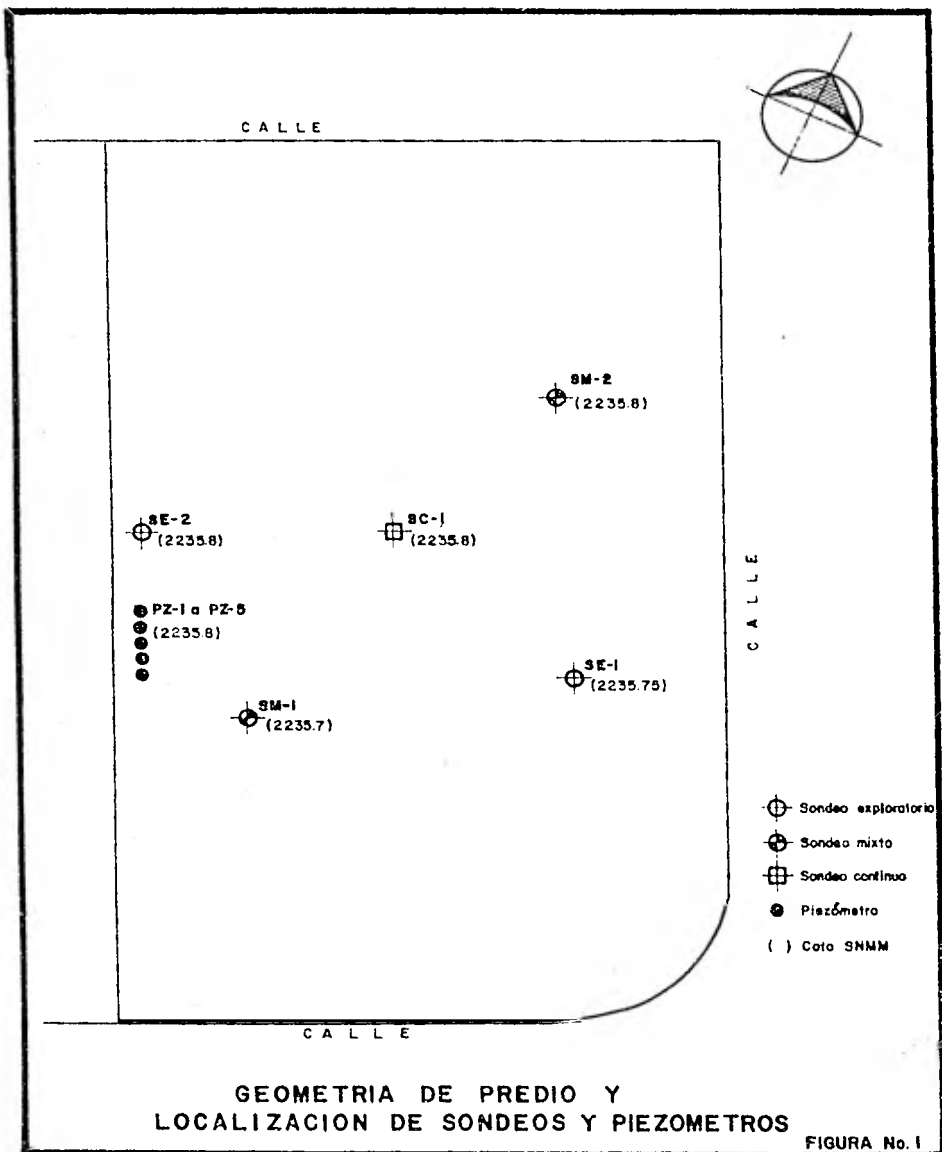 CALLE
SM-2
(2235.8)
SE-2
(2235.8)
SC-1
(2235.8)
CALLE
PZ-1 a PZ-5
(2235.8)
SE-1
(2235.75)
SM-1
(2235.7)
Sondeo exploratorio
Sondeo mixto
Sondeo continuo
Piezómetro
( ) Cota SNMM
CALLE
GEOMETRIA DE PREDIO Y
LOCALIZACION DE SONDEOS Y PIEZOMETROS
FIGURA No. 1